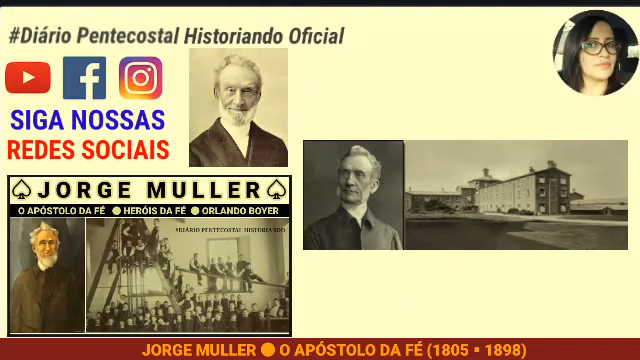 #Diário Pentecostal Historiando Oficial
SIGA NOSSAS
REDES SOCIAIS
♤JORGE MULLER♤
O APÓSTOLO DA FÉ ● HERÓIS DA FÉ ● ORLANDO BOYER
#DIÁRIO PENTECOSTAL HISTORIANDO
JORGE MULLER ● O APÓSTOLO DA FÉ (1805 ▪ 1898)